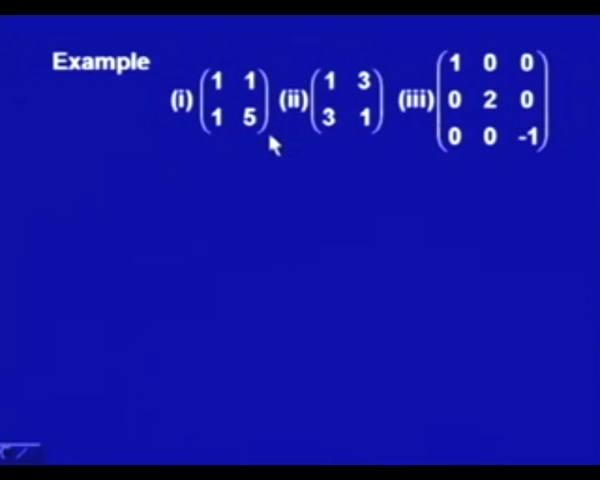 Example
(i) (1 1 (ii) (1 3 (iii) (1 0 0
1 5) 3 1) 0 2 0
0 0 -1)